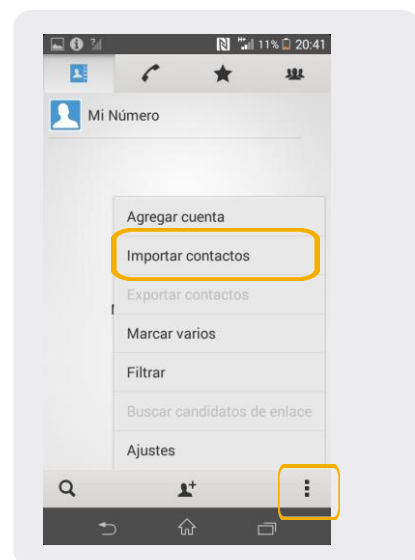 11% 20:41
Mi Número
Agregar cuenta
Importar contactos
Exportar contactos
Marcar varios
Filtrar
Buscar candidatos de enlace
Ajustes